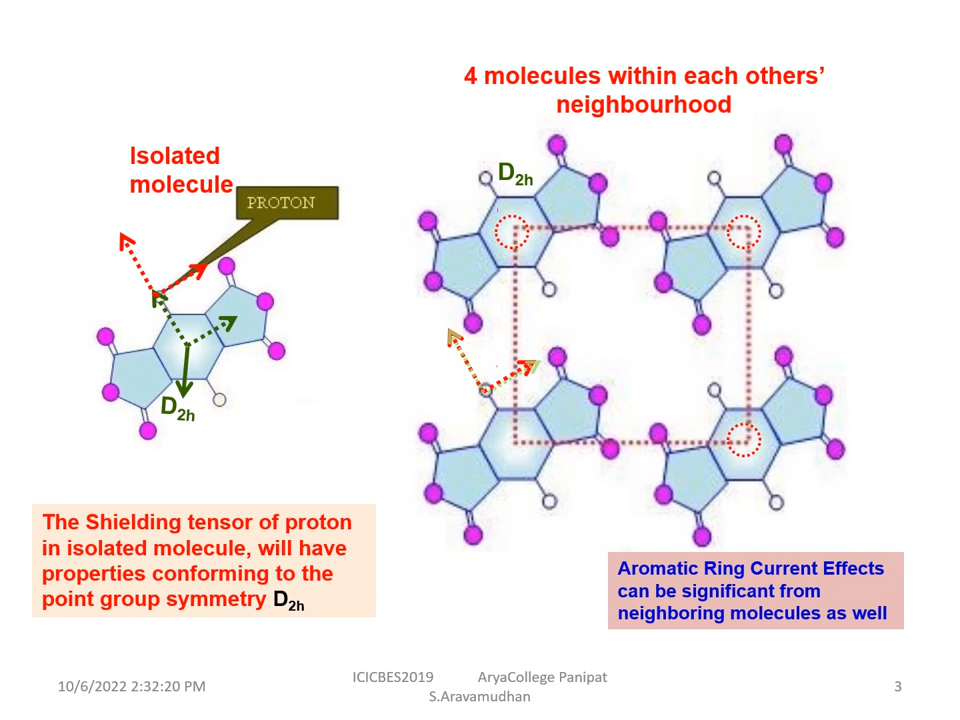 4 molecules within each others’
neighbourhood
Isolated
molecule
PROTON
D2h
D2h
The Shielding tensor of proton
in isolated molecule, will have
properties conforming to the
point group symmetry D2h
Aromatic Ring Current Effects
can be significant from
neighboring molecules as well
10/6/2022 2:32:20 PM
ICICBES2019 AryaCollege Panipat
S.Aravamudhan
3